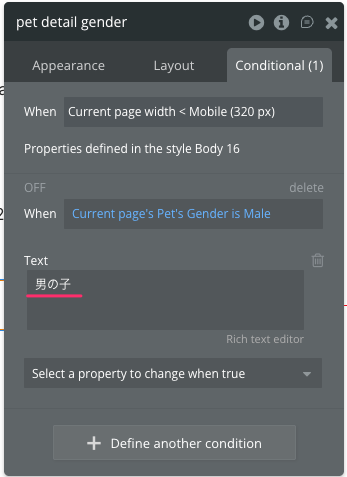 pet detail gender
Appearance Layout Conditional (1)
When Current page width < Mobile (320 px)
Properties defined in the style Body 16
OFF delete
When Current page's Pet's Gender is Male
Text
男の子
Rich text editor
Select a property to change when true
Define another condition